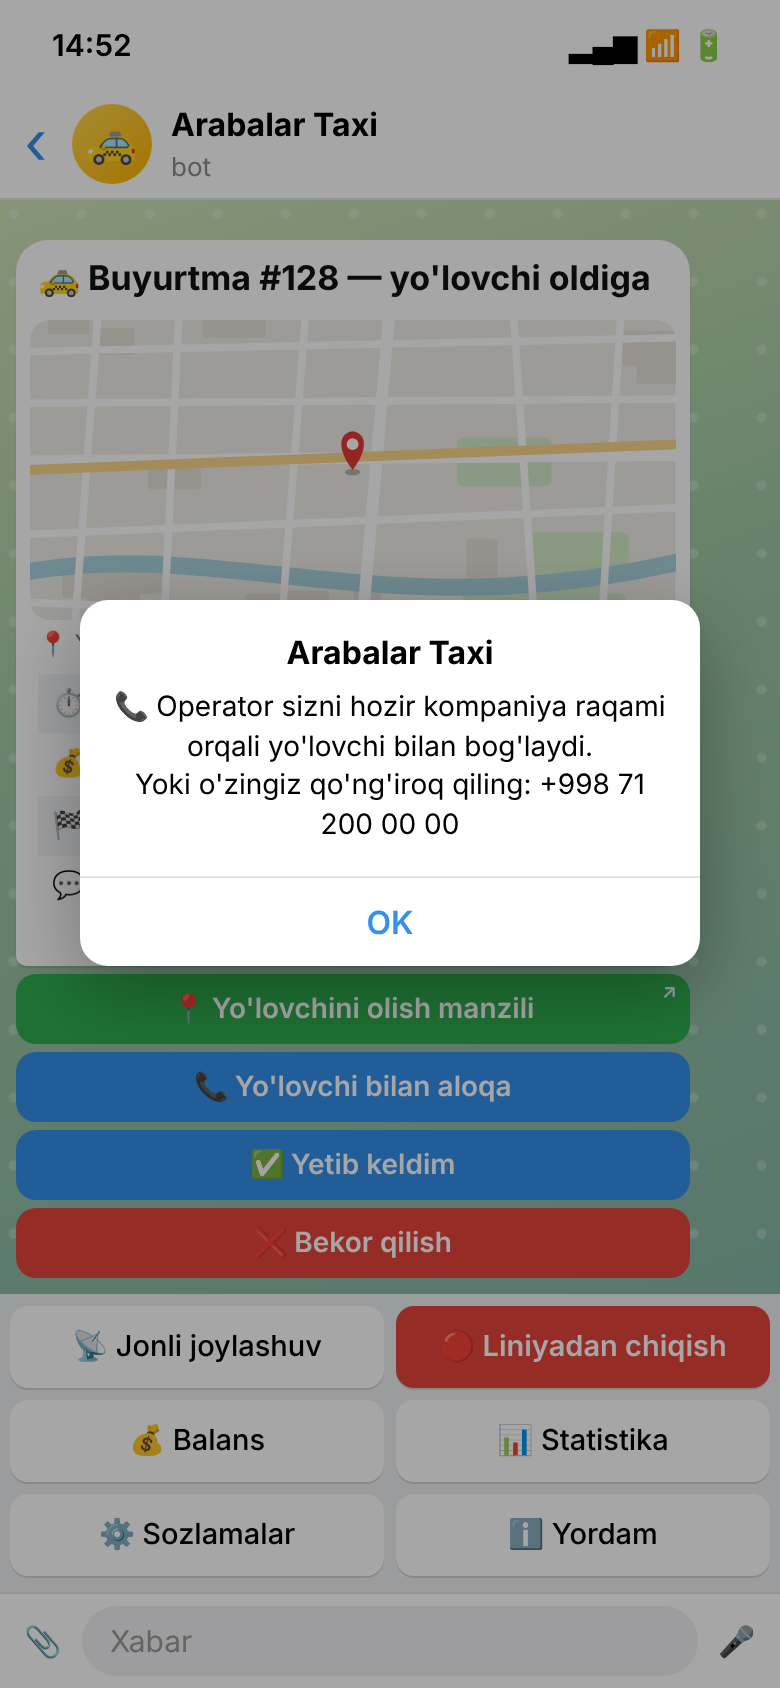 14:52
Arabalar Taxi
bot
🚕 Buyurtma #128 — yo'lovchi oldiga
Arabalar Taxi
📞 Operator sizni hozir kompaniya raqami
orqali yo'lovchi bilan bog'laydi.
Yoki o'zingiz qo'ng'iroq qiling: +998 71
200 00 00
OK
📍 Yo'lovchini olish manzili
📞 Yo'lovchi bilan aloqa
✅ Yetib keldim
❌ Bekor qilish
📡 Jonli joylashuv
🔴 Liniyadan chiqish
💰 Balans
📊 Statistika
⚙️ Sozlamalar
ℹ️ Yordam
Xabar